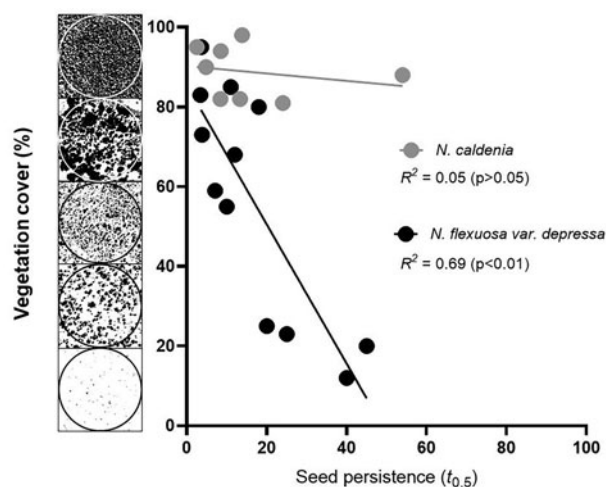 Vegetation cover (%)
100
80
60
40
20
0
N. caldenia
R² = 0.05 (p>0.05)
N. flexuosa var. depressa
R² = 0.69 (p<0.01)
0 20 40 60 80 100
Seed persistence (t0.5)